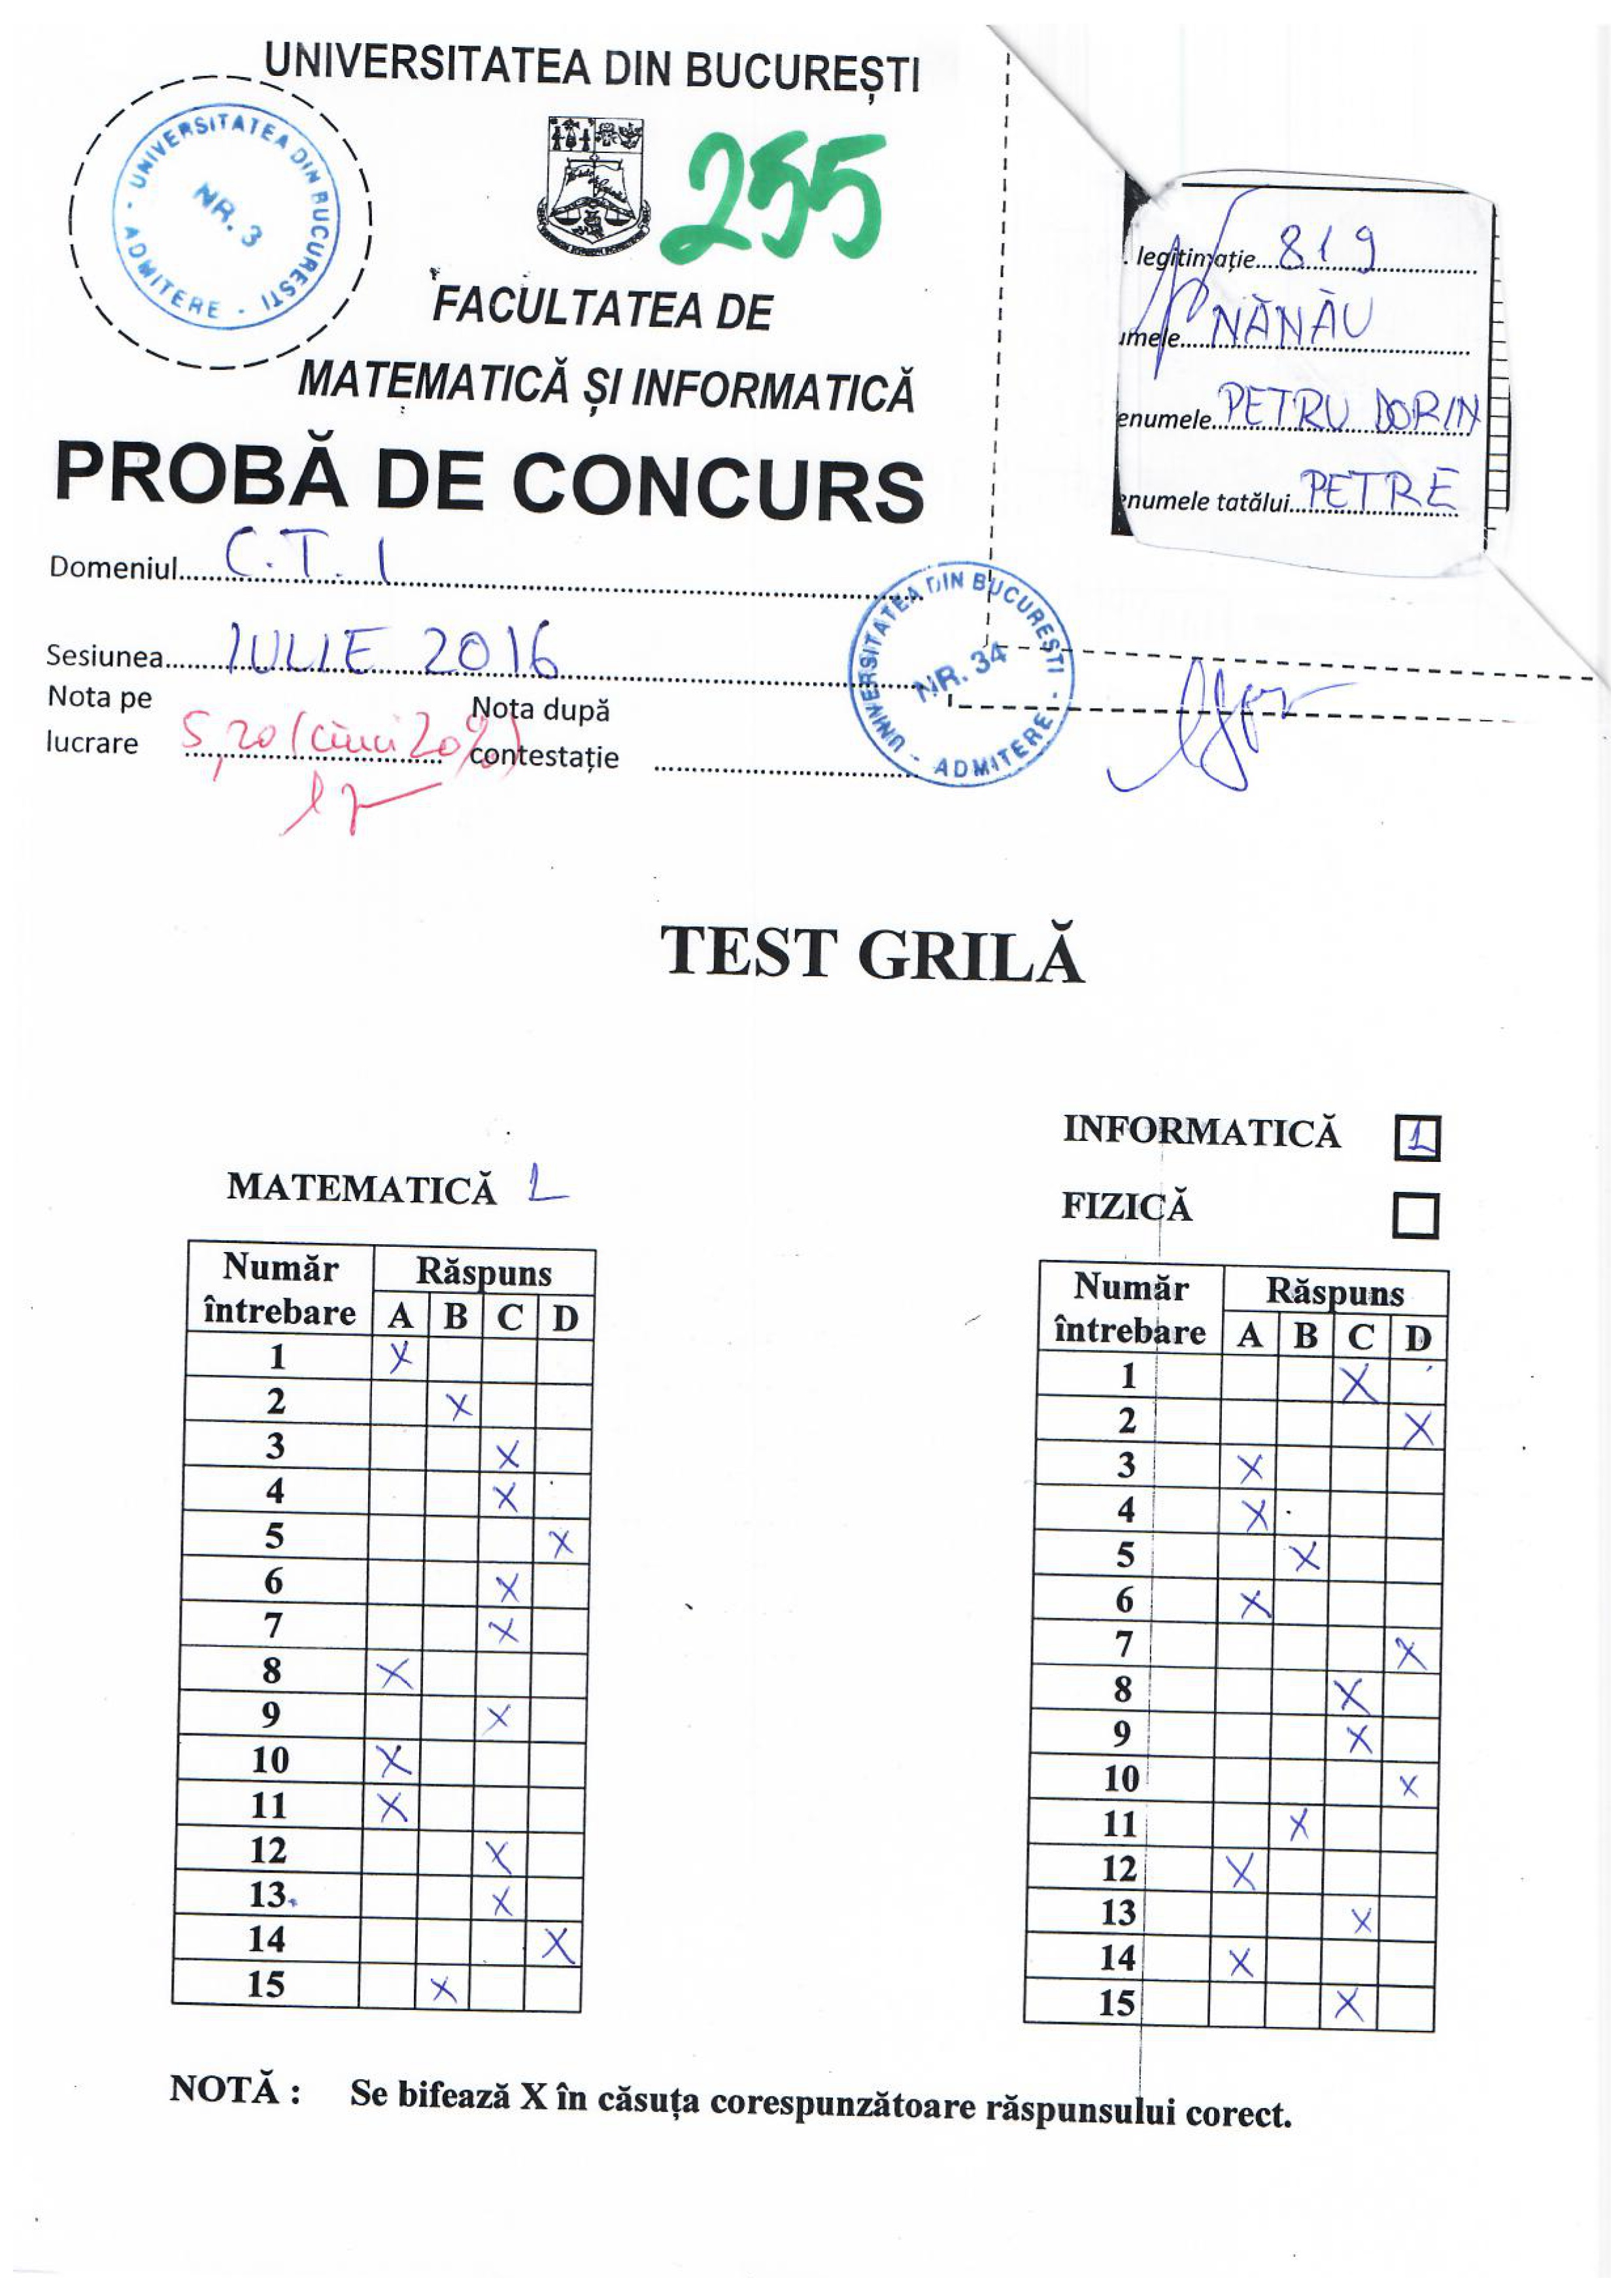 UNIVERSITATEA DIN BUCUREȘTI
UNIVERSITATEA DIN BUCURESTI - ADMITERE -
NR. 3
255
FACULTATEA DE
MATEMATICĂ ȘI INFORMATICĂ
PROBĂ DE CONCURS
legitimație 819
umele NĂNĂU
enumele PETRU DORIN
enumele tatălui PETRE
Domeniul C.T.I
Sesiunea IULIE 2016
Nota pe lucrare 5,20 (cinci 20%)
Nota după contestație
UNIVERSITATEA DIN BUCURESTI - ADMITERE -
NR. 34
TEST GRILĂ
MATEMATICĂ 1
Număr întrebare Răspuns
A B C D
1 X
2 X
3 X
4 X
5 X
6 X
7 X
8 X
9 X
10 X
11 X
12 X
13 X
14 X
15 X
INFORMATICĂ 1
FIZICĂ
Număr întrebare Răspuns
A B C D
1 X
2 X
3 X
4 X
5 X
6 X
7 X
8 X
9 X
10 X
11 X
12 X
13 X
14 X
15 X
NOTĂ : Se bifează X în căsuța corespunzătoare răspunsului corect.